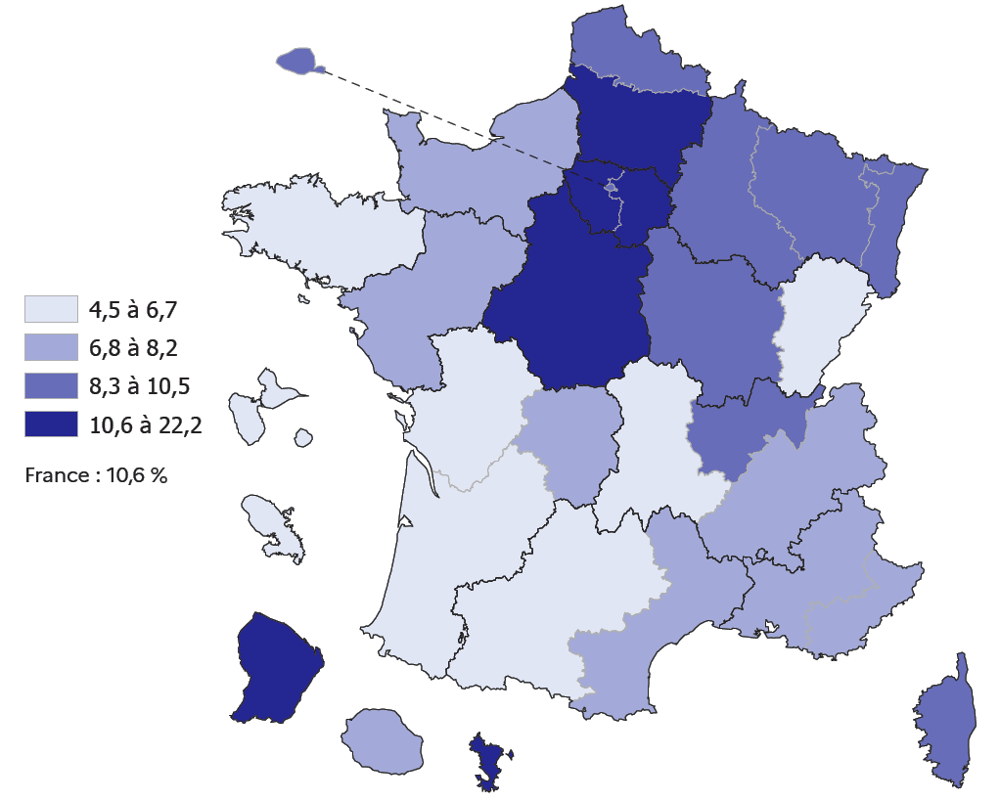 4,5 à 6,7
6,8 à 8,2
8,3 à 10,5
10,6 à 22,2
France : 10,6 %